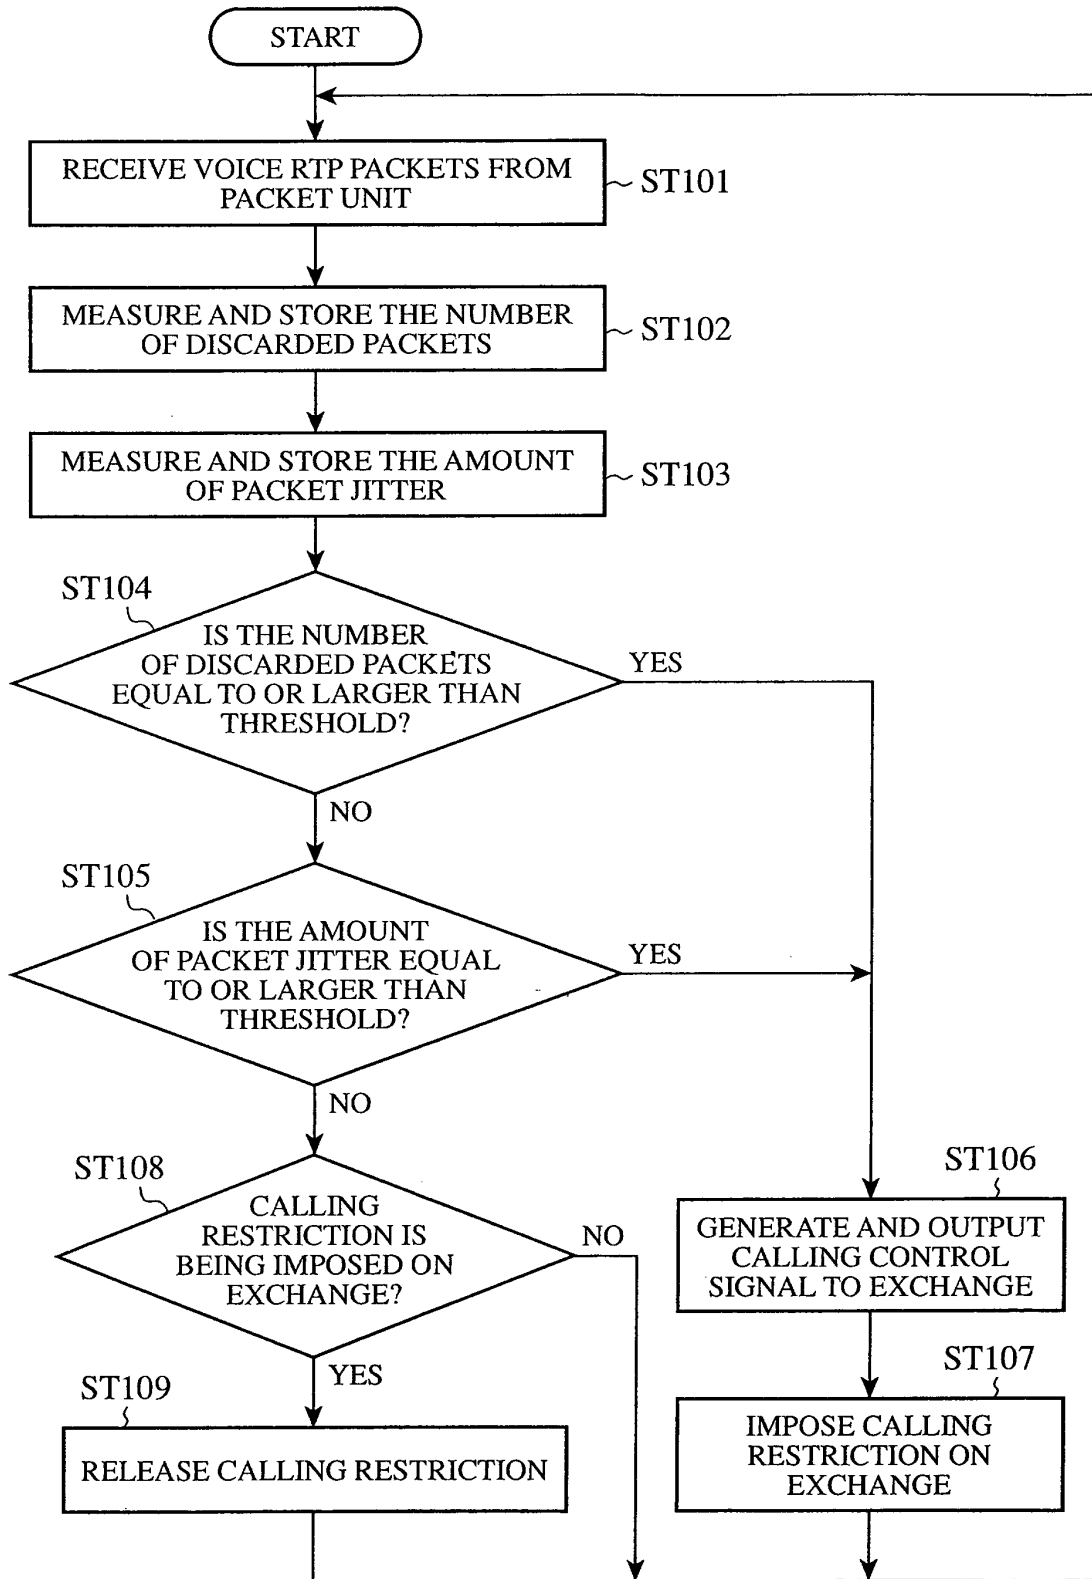 START
RECEIVE VOICE RTP PACKETS FROM
PACKET UNIT
ST101
MEASURE AND STORE THE NUMBER
OF DISCARDED PACKETS
ST102
MEASURE AND STORE THE AMOUNT
OF PACKET JITTER
ST103
ST104
IS THE NUMBER
OF DISCARDED PACKETS
EQUAL TO OR LARGER THAN
THRESHOLD?
YES
NO
ST105
IS THE AMOUNT
OF PACKET JITTER EQUAL
TO OR LARGER THAN
THRESHOLD?
YES
NO
ST108
CALLING
RESTRICTION IS
BEING IMPOSED ON
EXCHANGE?
NO
YES
ST106
GENERATE AND OUTPUT
CALLING CONTROL
SIGNAL TO EXCHANGE
ST109
RELEASE CALLING RESTRICTION
ST107
IMPOSE CALLING
RESTRICTION ON
EXCHANGE